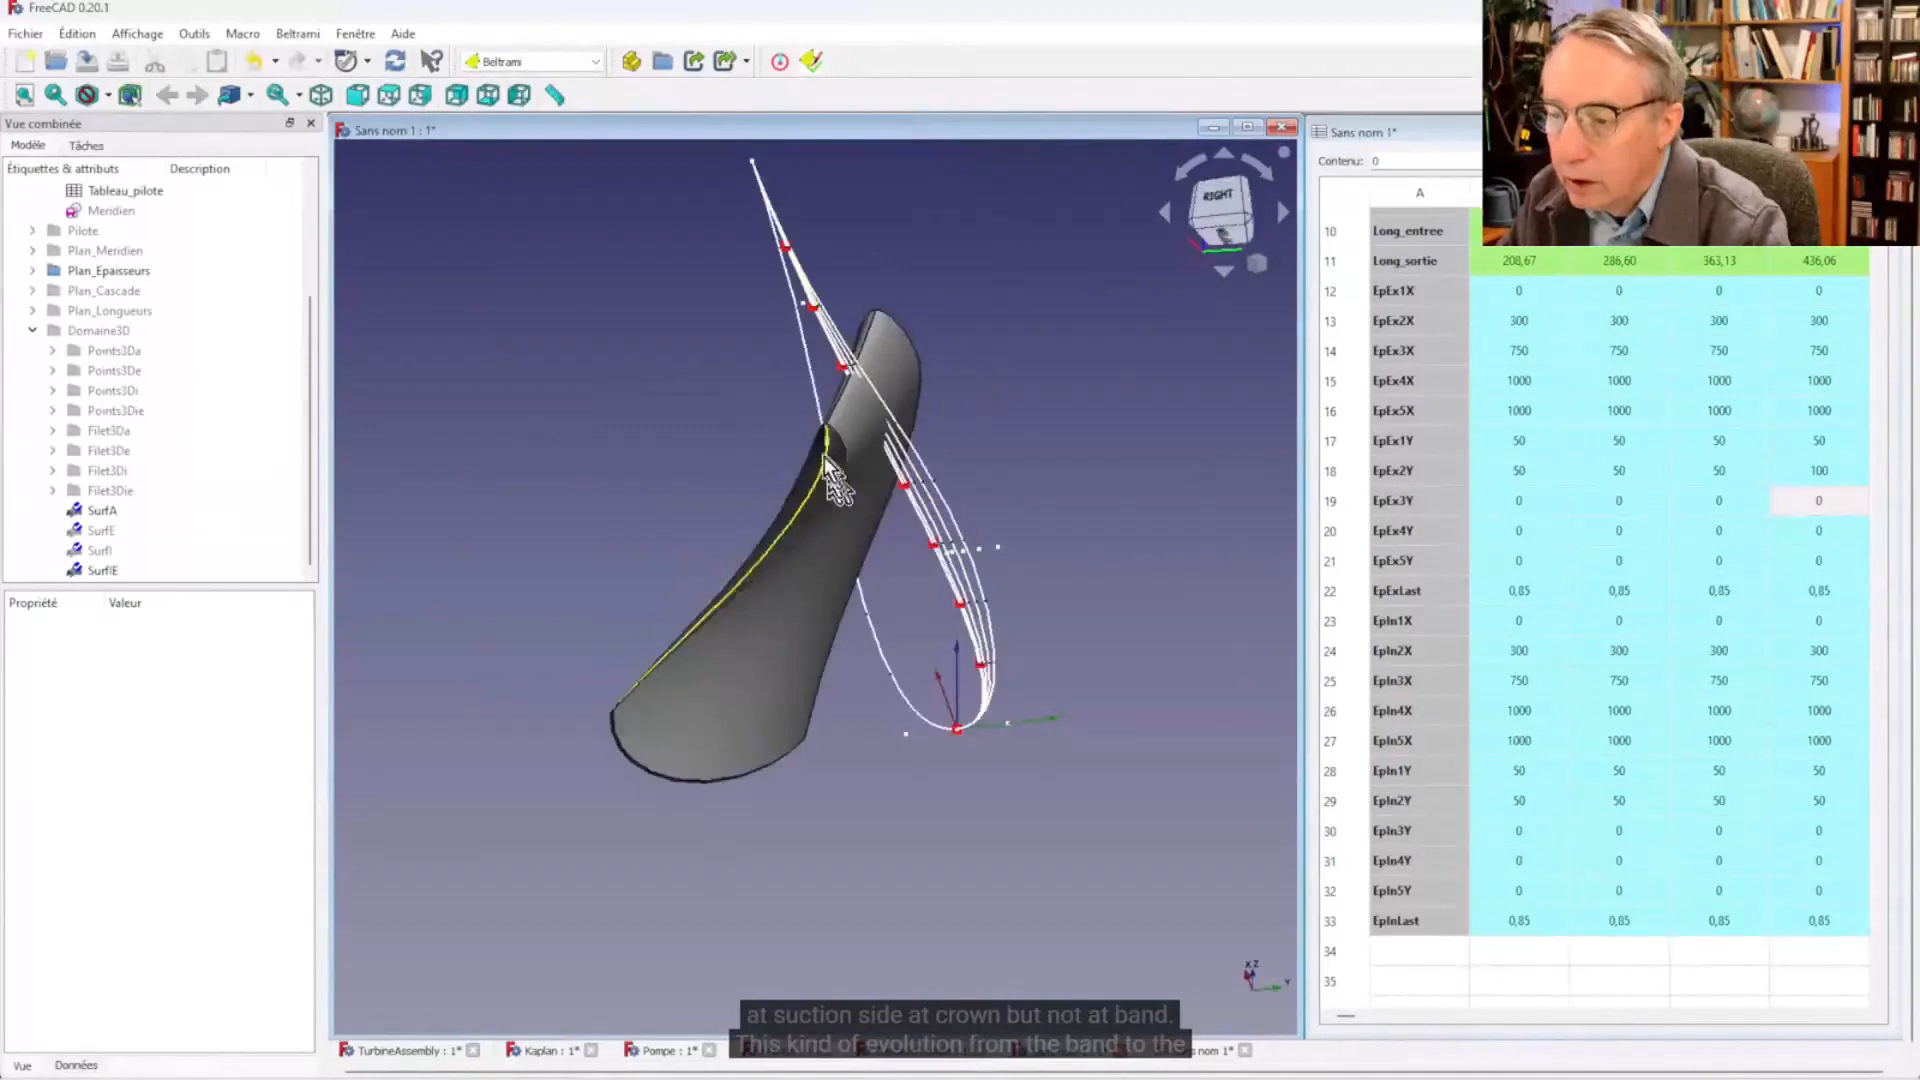 FreeCAD 0.20.1
Fichier Édition Affichage Outils Macro Beltrami Fenêtre Aide
Beltrami
Vue combinée
Modèle Tâches
Étiquettes & attributs Description
Tableau_pilote
Meridien
Pilote
Plan_Meridien
Plan_Epaisseurs
Plan_Cascade
Plan_Longueurs
Domaine3D
Points3Da
Points3De
Points3Di
Points3Die
Filet3Da
Filet3De
Filet3Di
Filet3Die
SurfA
SurfE
SurfI
SurfIE
Propriété Valeur
Vue Données
Sans nom 1 : 1*
RIGHT
X Z
Y
at suction side at crown but not at band.
This kind of evolution from the band to the
TurbineAssembly : 1* Kaplan : 1* Pompe : 1* nom 1*
Sans nom 1*
Contenu: 0
A
10 Long_entree
11 Long_sortie 208,67 286,60 363,13 436,06
12 EpEx1X 0 0 0 0
13 EpEx2X 300 300 300 300
14 EpEx3X 750 750 750 750
15 EpEx4X 1000 1000 1000 1000
16 EpEx5X 1000 1000 1000 1000
17 EpEx1Y 50 50 50 50
18 EpEx2Y 50 50 50 100
19 EpEx3Y 0 0 0 0
20 EpEx4Y 0 0 0 0
21 EpEx5Y 0 0 0 0
22 EpExLast 0,85 0,85 0,85 0,85
23 EpIn1X 0 0 0 0
24 EpIn2X 300 300 300 300
25 EpIn3X 750 750 750 750
26 EpIn4X 1000 1000 1000 1000
27 EpIn5X 1000 1000 1000 1000
28 EpIn1Y 50 50 50 50
29 EpIn2Y 50 50 50 50
30 EpIn3Y 0 0 0 0
31 EpIn4Y 0 0 0 0
32 EpIn5Y 0 0 0 0
33 EpInLast 0,85 0,85 0,85 0,85
34
35